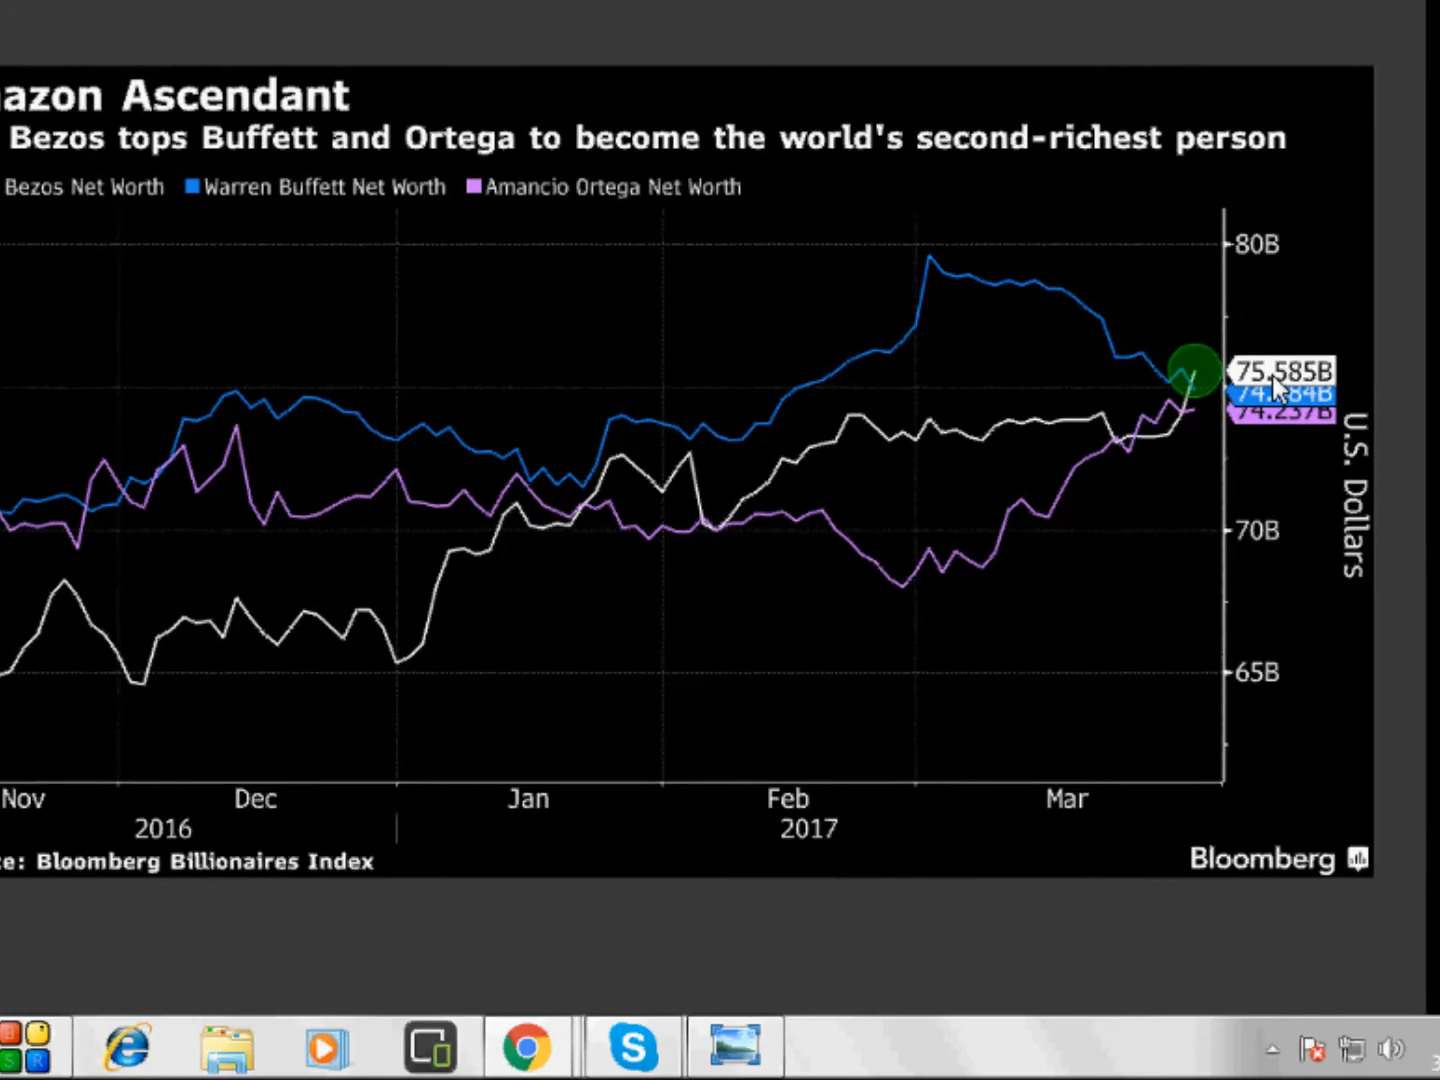 azon Ascendant
Bezos tops Buffett and Ortega to become the world's second-richest person
Bezos Net Worth Warren Buffett Net Worth Amancio Ortega Net Worth
80B
75.585B
74.237B
70B
65B
U.S. Dollars
Nov Dec Jan Feb Mar
2016 2017
e: Bloomberg Billionaires Index
Bloomberg